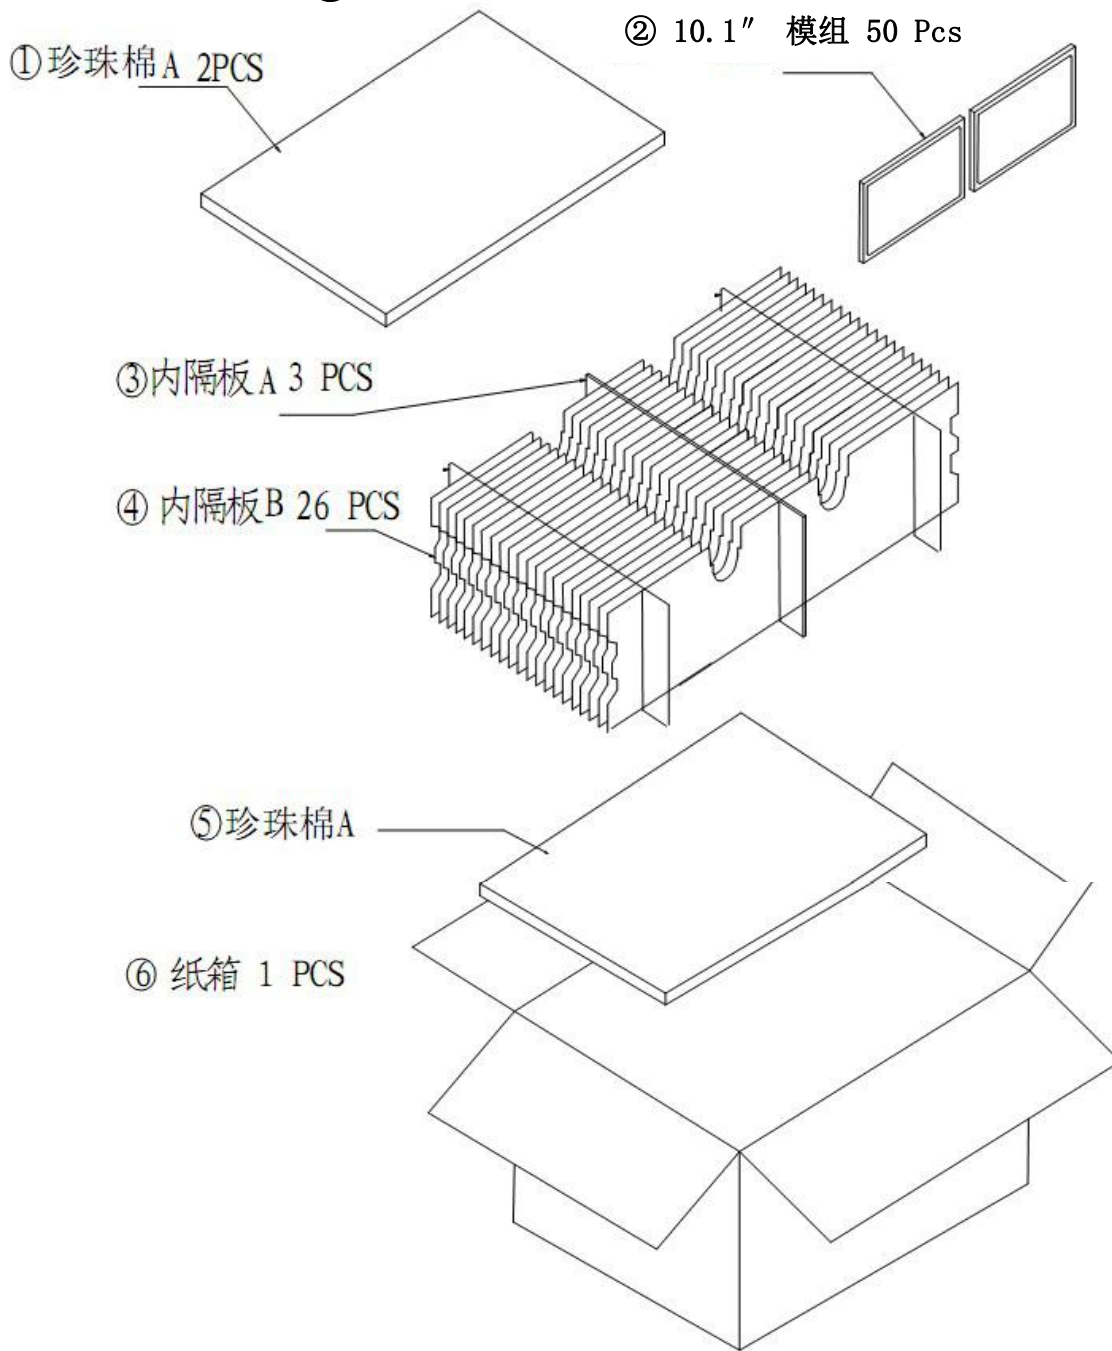 ① 珍珠棉A 2PCS
② 10.1″ 模组 50 Pcs
③内隔板A 3 PCS
④ 内隔板B 26 PCS
⑤珍珠棉A
⑥ 纸箱 1 PCS